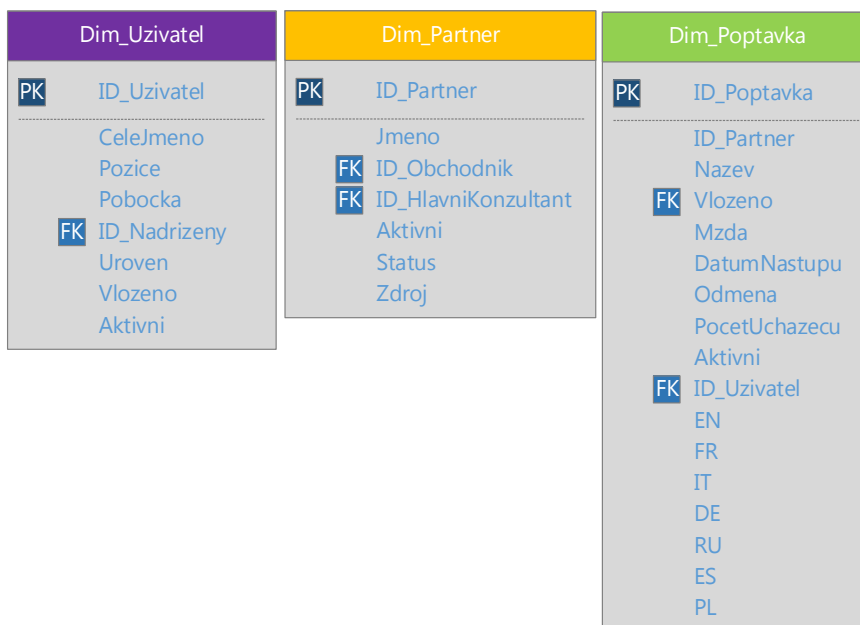 Dim_Uzivatel
PK ID_Uzivatel
CeleJmeno
Pozice
Pobocka
FK ID_Nadrizeny
Uroven
Vlozeno
Aktivni
Dim_Partner
PK ID_Partner
Jmeno
FK ID_Obchodnik
FK ID_HlavniKonzultant
Aktivni
Status
Zdroj
Dim_Poptavka
PK ID_Poptavka
ID_Partner
Nazev
FK Vlozeno
Mzda
DatumNastupu
Odmena
PocetUchazecu
Aktivni
FK ID_Uzivatel
EN
FR
IT
DE
RU
ES
PL